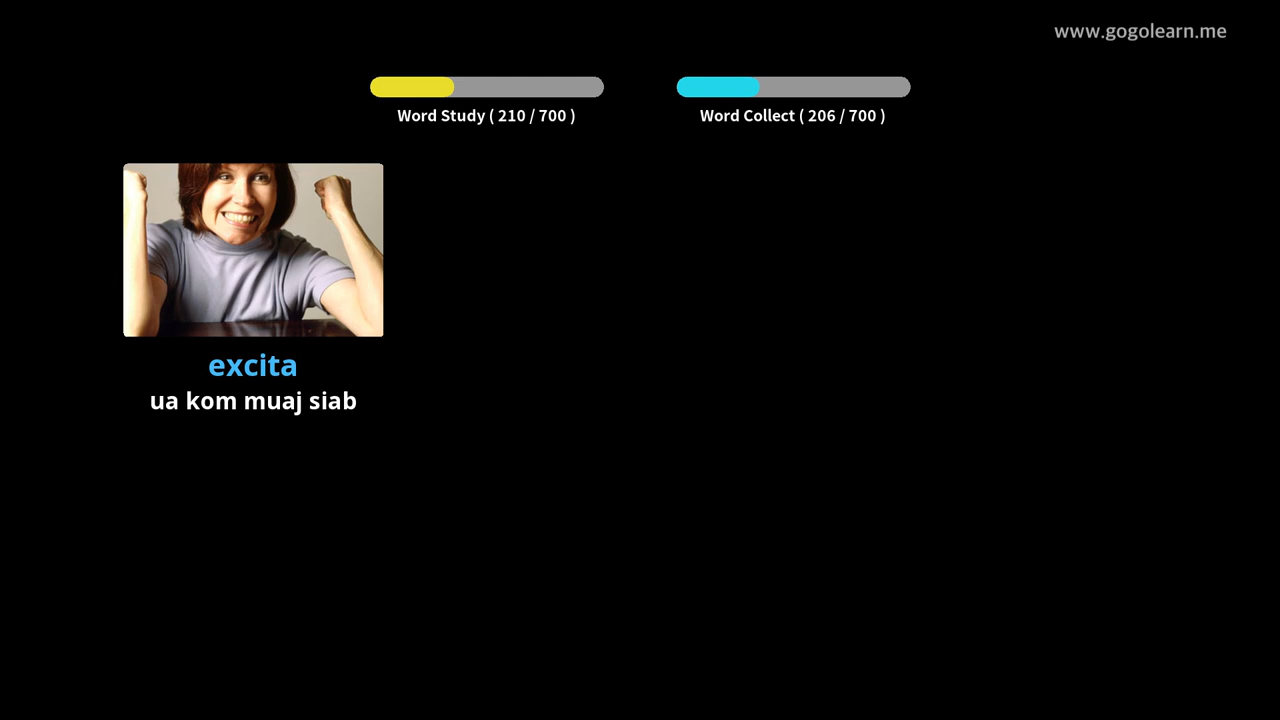 www.gogolearn.me
Word Study ( 210 / 700 )
Word Collect ( 206 / 700 )
excita
ua kom muaj siab